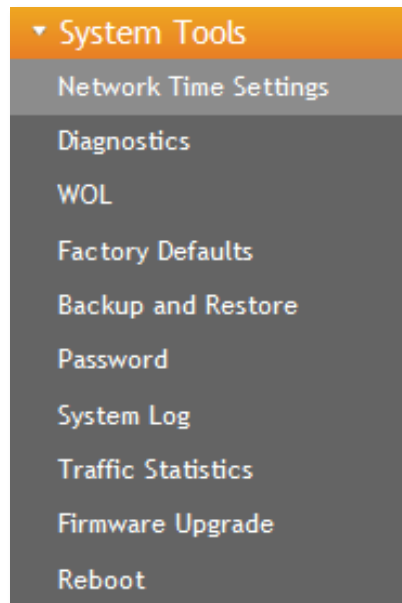 System Tools
Network Time Settings
Diagnostics
WOL
Factory Defaults
Backup and Restore
Password
System Log
Traffic Statistics
Firmware Upgrade
Reboot